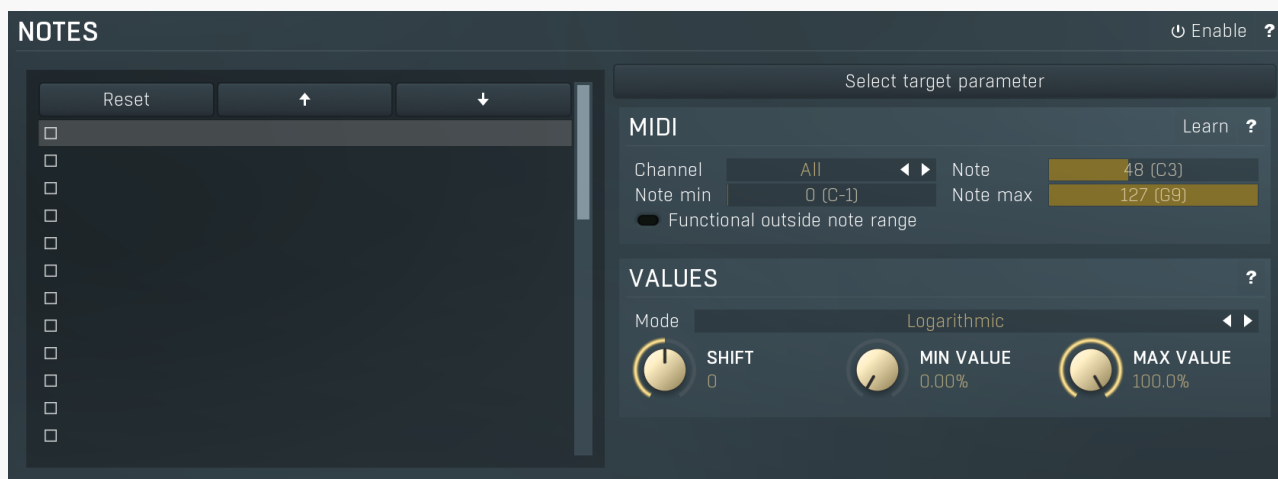 NOTES
Enable ?
Reset
Select target parameter
MIDI
Learn ?
Channel All Note 48 (C3)
Note min 0 (C-1) Note max 127 (G9)
Functional outside note range
VALUES
?
Mode Logarithmic
SHIFT MIN VALUE MAX VALUE
0 0.00% 100.0%